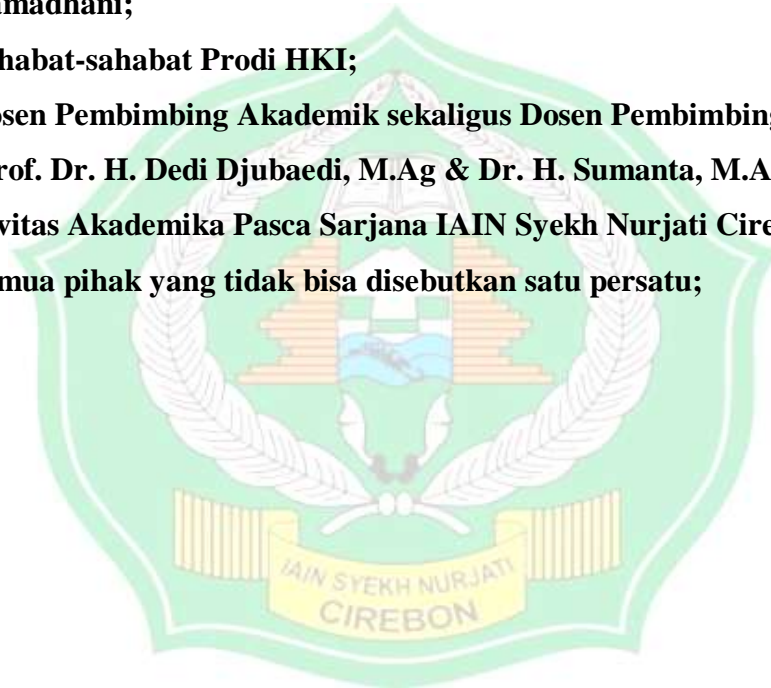 amadhani;
habat-sahabat Prodi HKI;
osen Pembimbing Akademik sekaligus Dosen Pembimbing
rof. Dr. H. Dedi Djubaedi, M.Ag & Dr. H. Sumanta, M.A
vitas Akademika Pasca Sarjana IAIN Syekh Nurjati Cire
mua pihak yang tidak bisa disebutkan satu persatu;
IAIN SYEKH NURJATI
CIREBON